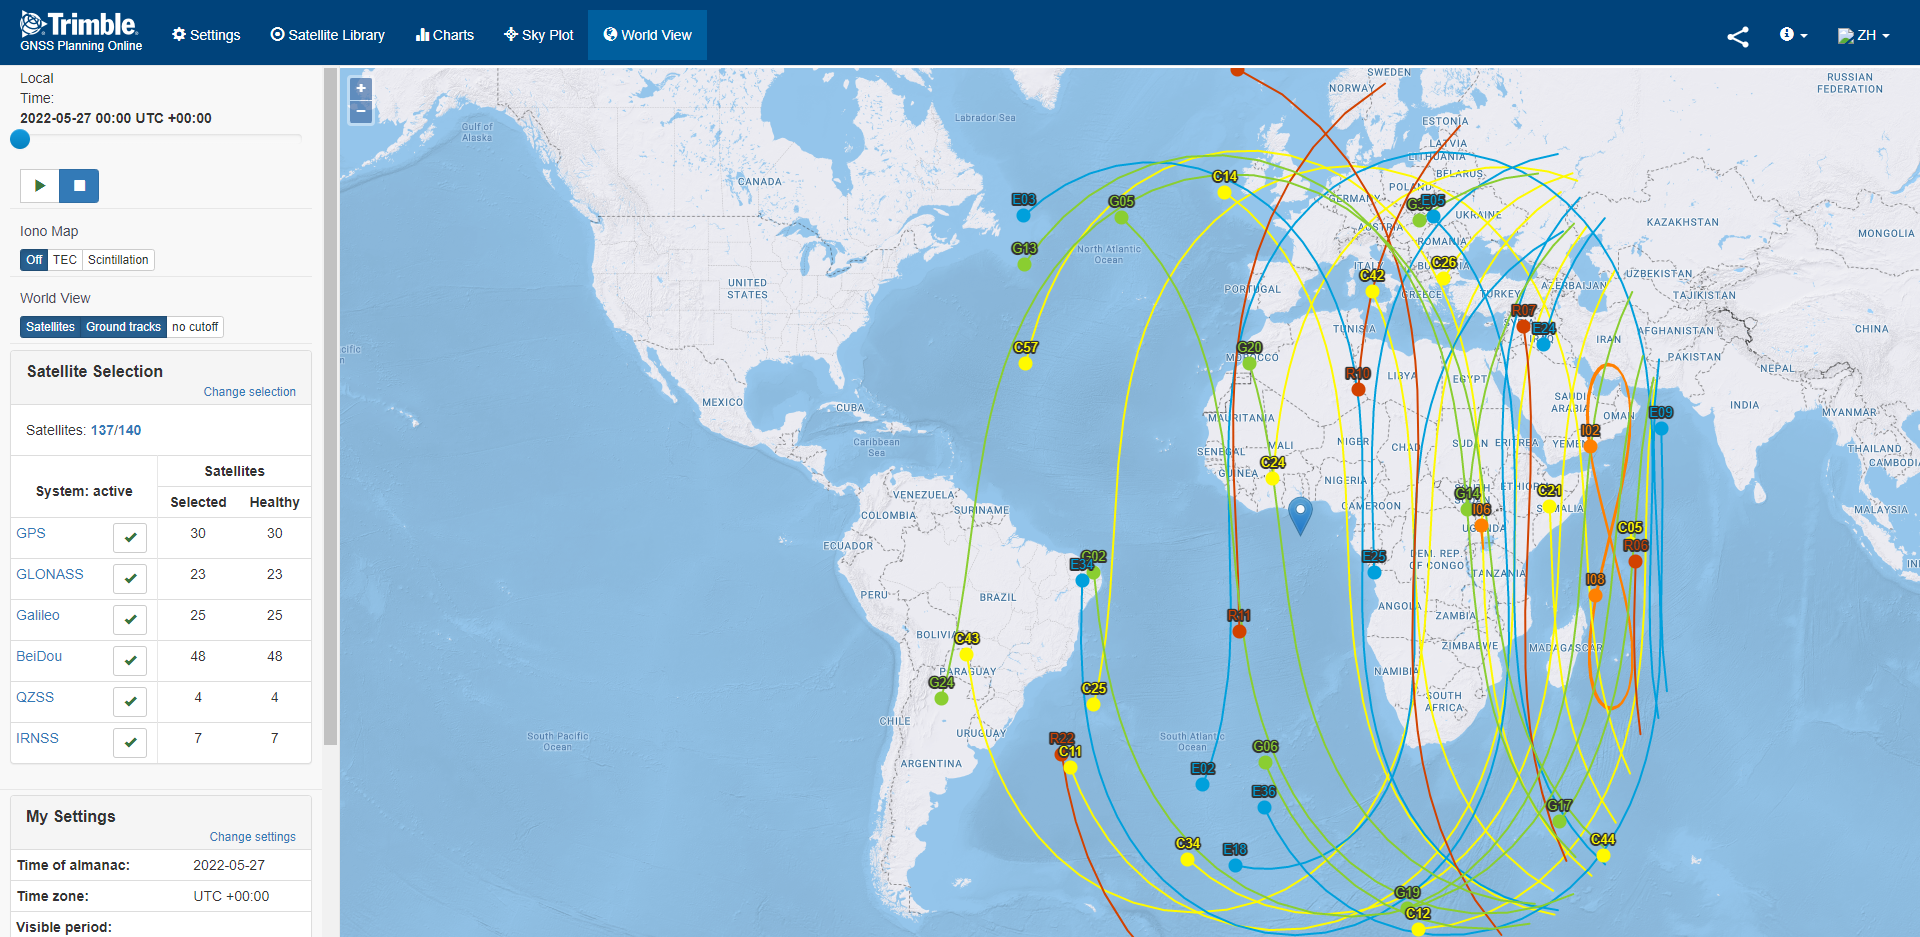 Trimble.
GNSS Planning Online
Settings
Satellite Library
Charts
Sky Plot
World View
ZH
Local
Time:
2022-05-27 00:00 UTC +00:00
Iono Map
Off TEC Scintillation
World View
Satellites Ground tracks no cutoff
Satellite Selection
Change selection
Satellites: 137/140
System: active
Satellites
Selected Healthy
GPS 30 30
GLONASS 23 23
Galileo 25 25
BeiDou 48 48
QZSS 4 4
IRNSS 7 7
My Settings
Change settings
Time of almanac: 2022-05-27
Time zone: UTC +00:00
Visible period:
+
−
SWEDEN
NORWAY
RUSSIAN
FEDERATION
Gulf of
Alaska
Labrador Sea
ESTONIA
LATVIA
LITHUANIA
BELARUS
CANADA
C14
POLAND
GERMANY
E03
G05
E05
UKRAINE
KAZAKHSTAN
AUSTRIA
MONGOLIA
G13
North Atlantic
Ocean
ROMANIA
ITALY
C26
C42
UZBEKISTAN
UNITED
STATES
PORTUGAL
GREECE
TURKEY
AZERBAIJAN
TAJIKISTAN
R07
E24
TUNISIA
AFGHANISTAN
CHINA
C57
G20
MOROCCO
IRAQ
IRAN
PAKISTAN
NEPAL
R10
LIBYA
EGYPT
MEXICO
CUBA
SAUDI
ARABIA
OMAN
E09
INDIA
MYANMAR
MAURITANIA
I02
Caribbean
Sea
MALI
NIGER
CHAD
SUDAN
ERITREA
YEMEN
SENEGAL
THAILAND
C24
GUINEA
CAMBODI
NIGERIA
VENEZUELA
G14
SOUTH
ETHIOPIA
C21
COLOMBIA
SURINAME
CAMEROON
I06
SOMALIA
MALAYSIA
UGANDA
C05
ECUADOR
G02
E34
E25
DEM. REP.
OF CONGO
R06
TANZANIA
I08
PERU
BRAZIL
ANGOLA
R11
ZAMBIA
BOLIVIA
C43
ZIMBABWE
MADAGASCAR
PARAGUAY
NAMIBIA
G24
C25
SOUTH
AFRICA
CHILE
South Pacific
Ocean
URUGUAY
R22
C11
South Atlantic
Ocean
G06
ARGENTINA
E02
E36
G17
C34
E18
C44
G19
C12